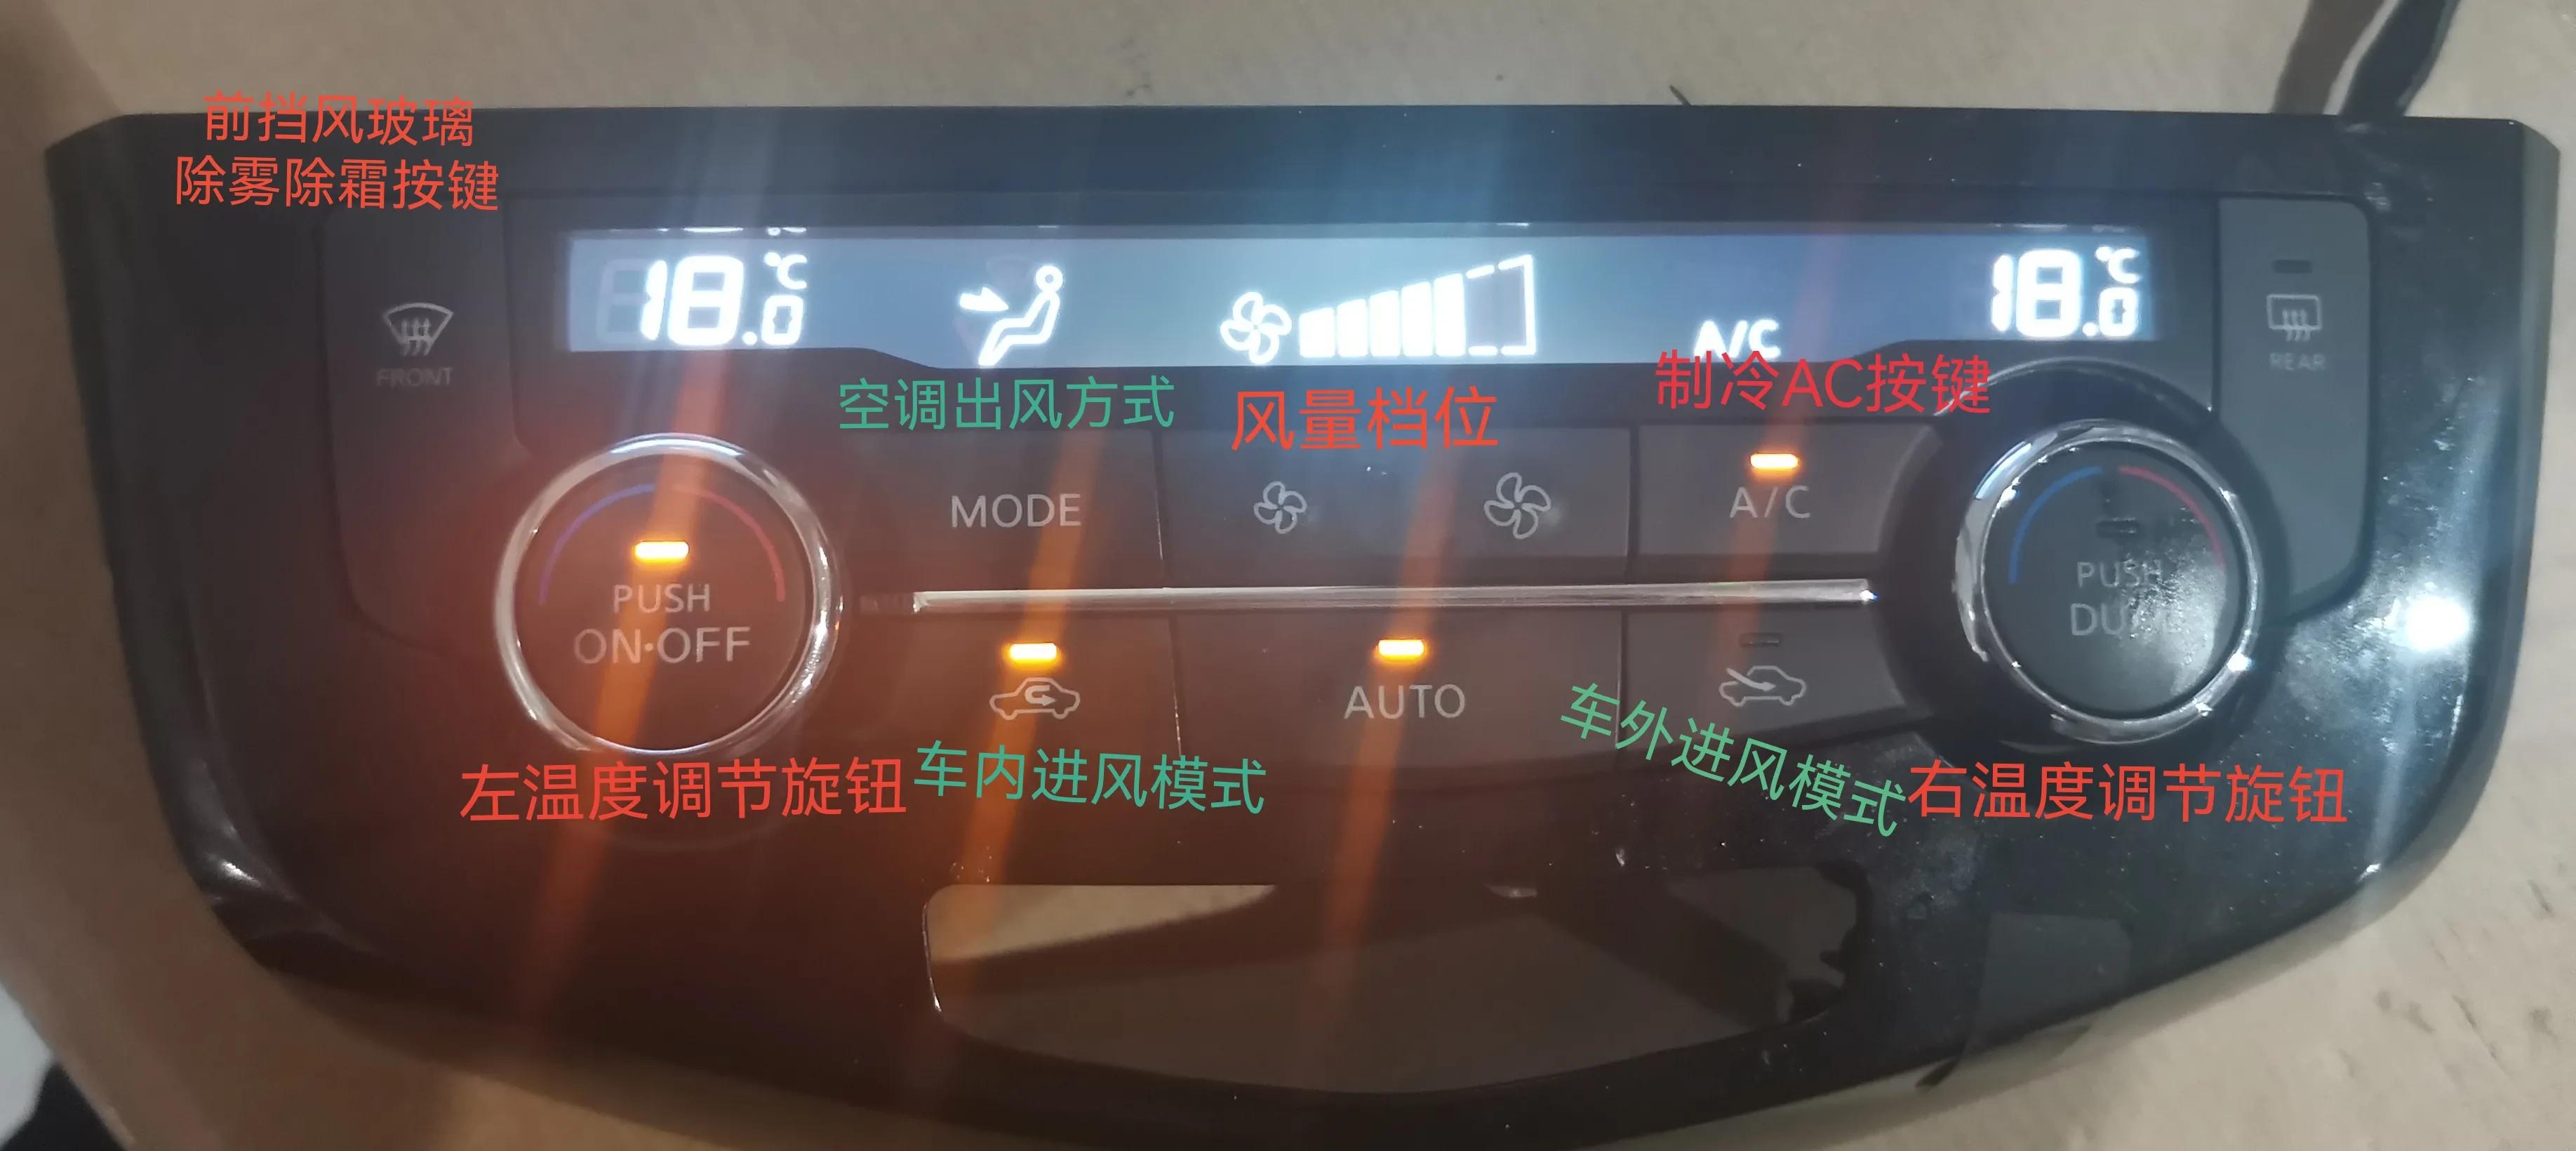 前挡风玻璃
除雾除霜按键
18.0 ℃
A/C
18.0 ℃
FRONT
REAR
空调出风方式
风量档位
制冷AC按键
MODE
A/C
PUSH
ON·OFF
PUSH
AUTO
左温度调节旋钮
车内进风模式
车外进风模式
右温度调节旋钮